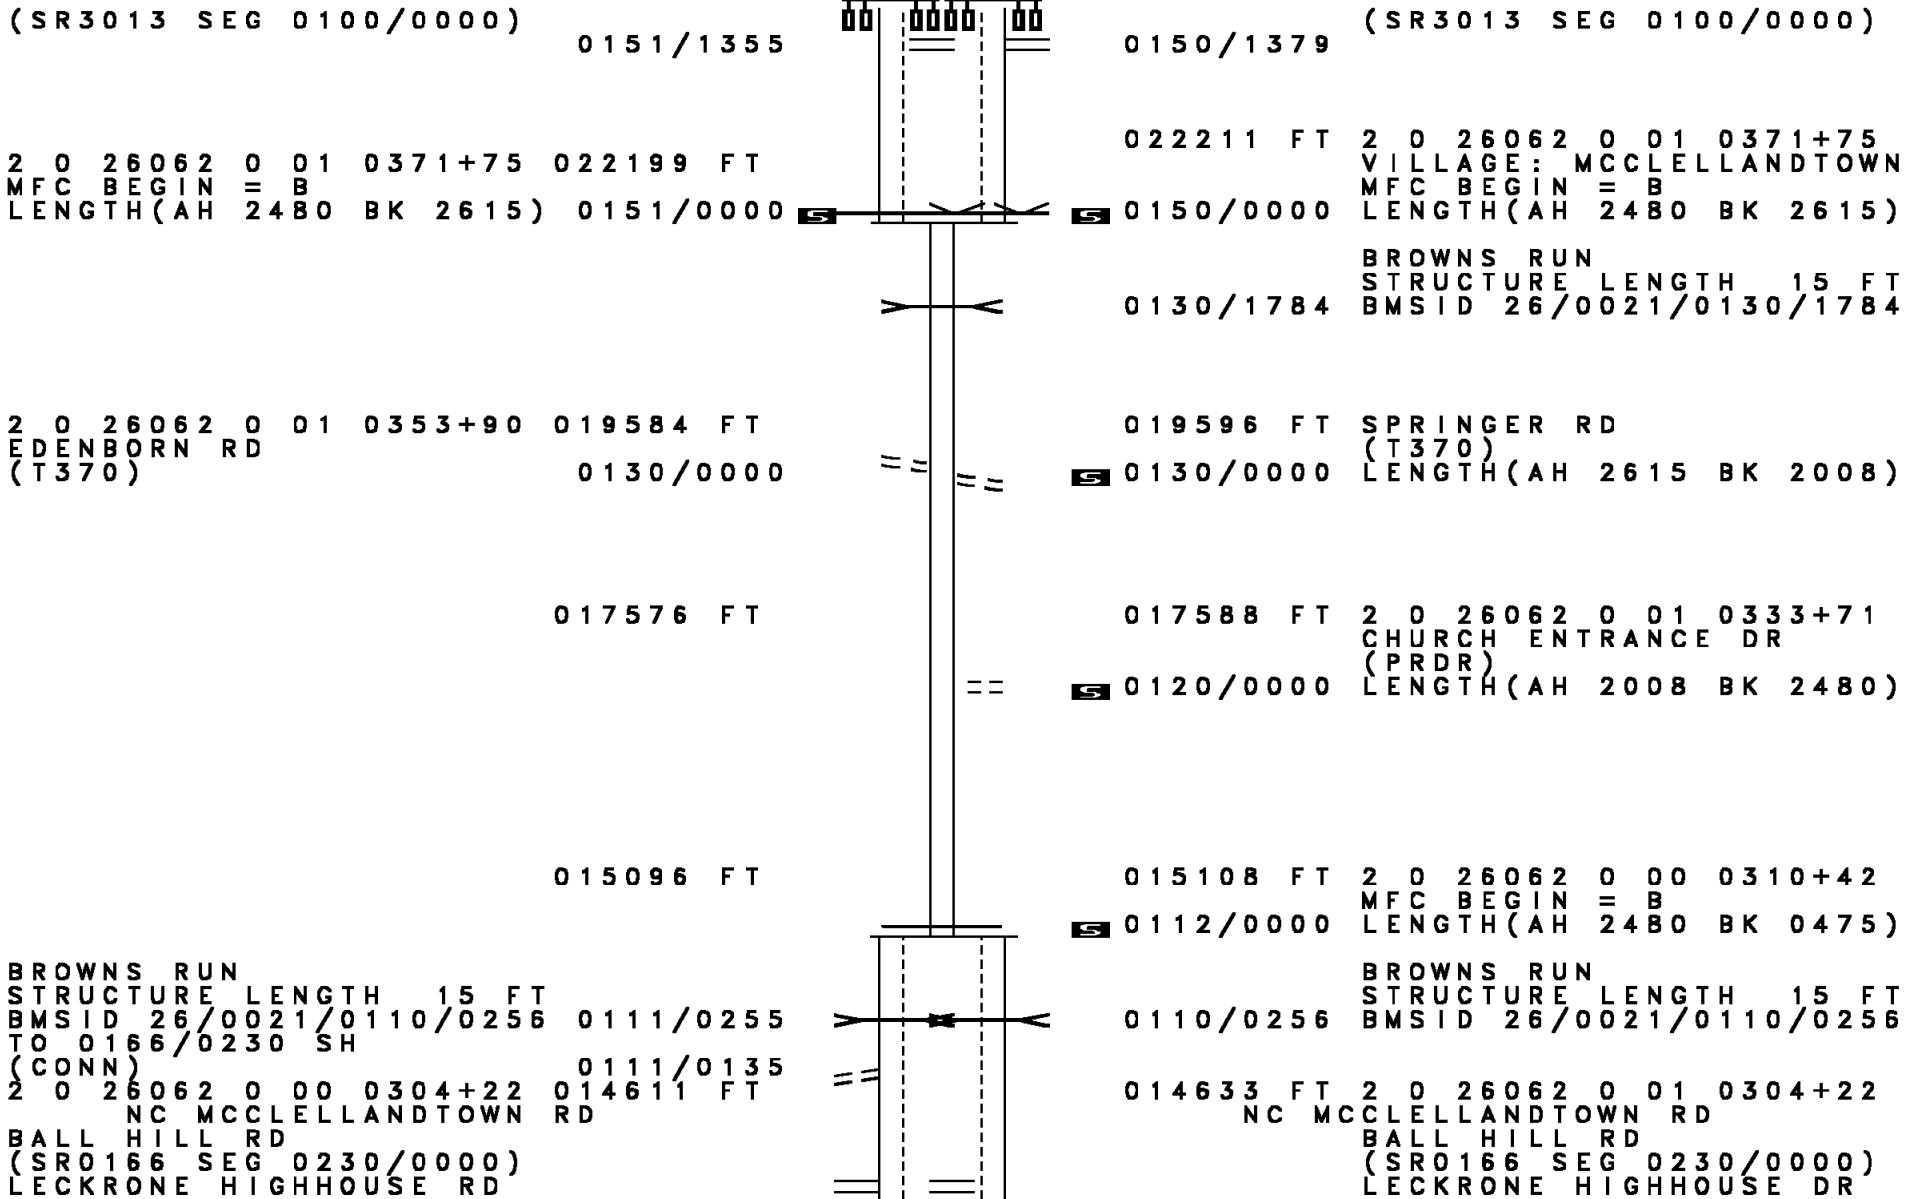 (SR3013 SEG 0100/0000)
0151/1355
(SR3013 SEG 0100/0000)
0150/1379
2 0 26062 0 01 0371+75 022199 FT
MFC BEGIN = B
LENGTH(AH 2480 BK 2615) 0151/0000 S
022211 FT 2 0 26062 0 01 0371+75
VILLAGE: MCCLELLANDTOWN
MFC BEGIN = B
S 0150/0000 LENGTH(AH 2480 BK 2615)
BROWNS RUN
STRUCTURE LENGTH 15 FT
0130/1784 BMSID 26/0021/0130/1784
2 0 26062 0 01 0353+90 019584 FT
EDENBORN RD
(T370) 0130/0000
019596 FT SPRINGER RD
(T370)
S 0130/0000 LENGTH(AH 2615 BK 2008)
017576 FT
017588 FT 2 0 26062 0 01 0333+71
CHURCH ENTRANCE DR
(PRDR)
S 0120/0000 LENGTH(AH 2008 BK 2480)
015096 FT
015108 FT 2 0 26062 0 00 0310+42
MFC BEGIN = B
S 0112/0000 LENGTH(AH 2480 BK 0475)
BROWNS RUN
STRUCTURE LENGTH 15 FT
BMSID 26/0021/0110/0256 0111/0255
TO 0166/0230 SH
(CONN) 0111/0135
2 0 26062 0 00 0304+22 014611 FT
NC MCCLELLANDTOWN RD
BALL HILL RD
(SR0166 SEG 0230/0000)
LECKRONE HIGHHOUSE RD
BROWNS RUN
STRUCTURE LENGTH 15 FT
0110/0256 BMSID 26/0021/0110/0256
014633 FT 2 0 26062 0 01 0304+22
NC MCCLELLANDTOWN RD
BALL HILL RD
(SR0166 SEG 0230/0000)
LECKRONE HIGHHOUSE DR